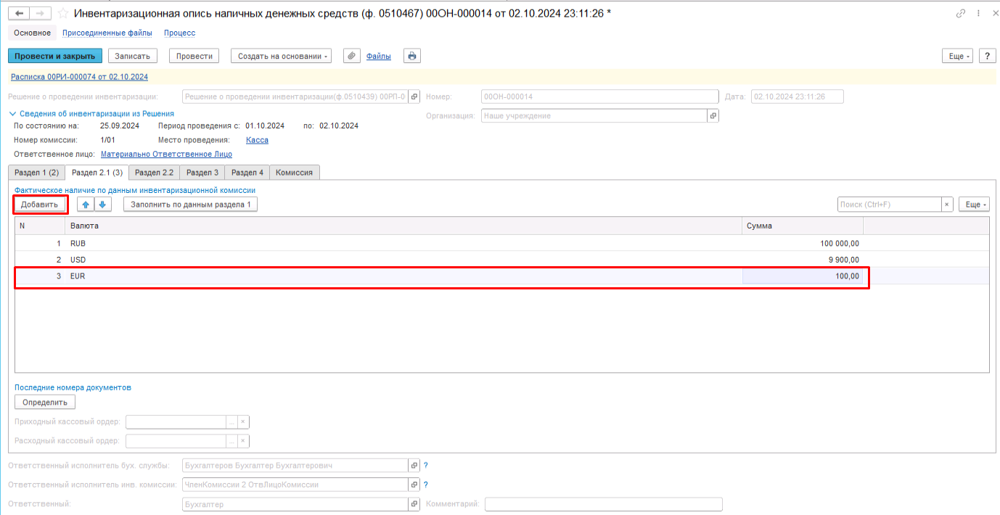 Инвентаризационная опись наличных денежных средств (ф. 0510467) 00ОН-000014 от 02.10.2024 23:11:26 *
Основное Присоединенные файлы Процесс
Провести и закрыть Записать Провести Создать на основании Файлы Еще ?
Расписка 00РИ-000074 от 02.10.2024
Решение о проведении инвентаризации: Решение о проведении инвентаризации(ф.0510439) 00РП-0 Номер: 00ОН-000014 Дата: 02.10.2024 23:11:26
Сведения об инвентаризации из Решения Организация: Наше учреждение
По состоянию на: 25.09.2024 Период проведения с: 01.10.2024 по: 02.10.2024
Номер комиссии: 1/01 Место проведения: Касса
Ответственное лицо: Материально Ответственное Лицо
Раздел 1 (2) Раздел 2.1 (3) Раздел 2.2 Раздел 3 Раздел 4 Комиссия
Фактическое наличие по данным инвентаризационной комиссии
Добавить Заполнить по данным раздела 1 Поиск (Ctrl+F) × Еще
N Валюта Сумма
1 RUB 100 000,00
2 USD 9 900,00
3 EUR 100,00
Последние номера документов
Определить
Приходный кассовый ордер: ... ×
Расходный кассовый ордер: ... ×
Ответственный исполнитель бух. службы: Бухгалтеров Бухгалтер Бухгалтерович ?
Ответственный исполнитель инв. комиссии: ЧленКомиссии 2 ОтвЛицоКомиссии ?
Ответственный: Бухгалтер Комментарий: